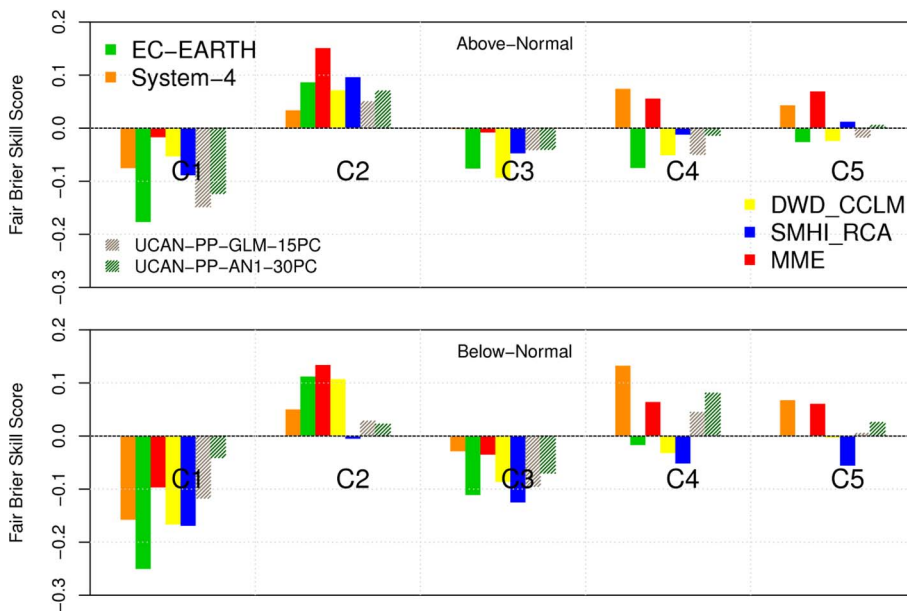 0.2
0.1
0.0
−0.1
−0.2
−0.3
Fair Brier Skill Score
Above−Normal
EC−EARTH
System−4
C1
C2
C3
C4
C5
UCAN−PP−GLM−15PC
UCAN−PP−AN1−30PC
DWD_CCLM
SMHI_RCA
MME
0.2
0.1
0.0
−0.1
−0.2
−0.3
Fair Brier Skill Score
Below−Normal
C1
C2
C3
C4
C5